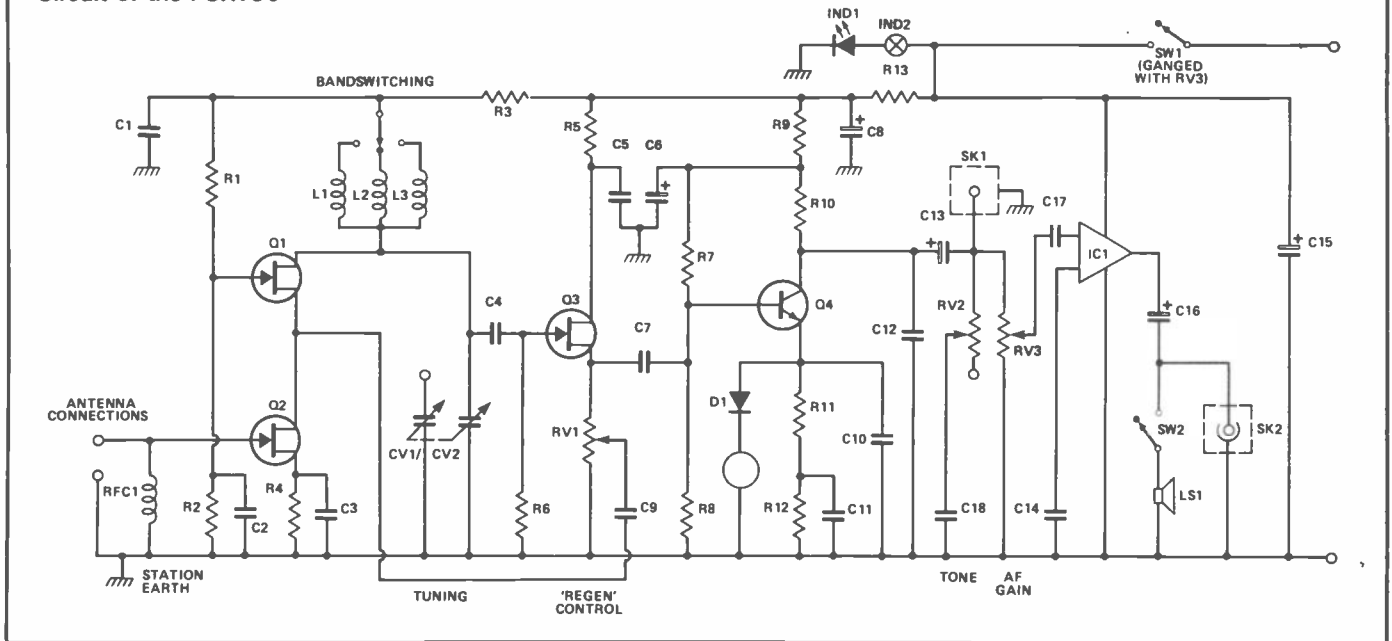 IND1
IND2
R13
SW1
(GANGED
WITH RV3)
BANDSWITCHING
C1
R3
R1
R5
C5
C6
R9
C8
L1
L2
L3
SK1
R10
C13
C17
Q1
R7
IC1
C15
C4
Q3
C7
Q4
C12
RV2
RV3
C16
ANTENNA
CONNECTIONS
Q2
D1
R11
C10
SW2
SK2
CV1/
CV2
RV1
RFC1
R2
C2
R4
C3
R6
C9
R8
R12
C11
C18
C14
LS1
STATION
EARTH
TUNING
'REGEN'
CONTROL
TONE
AF
GAIN